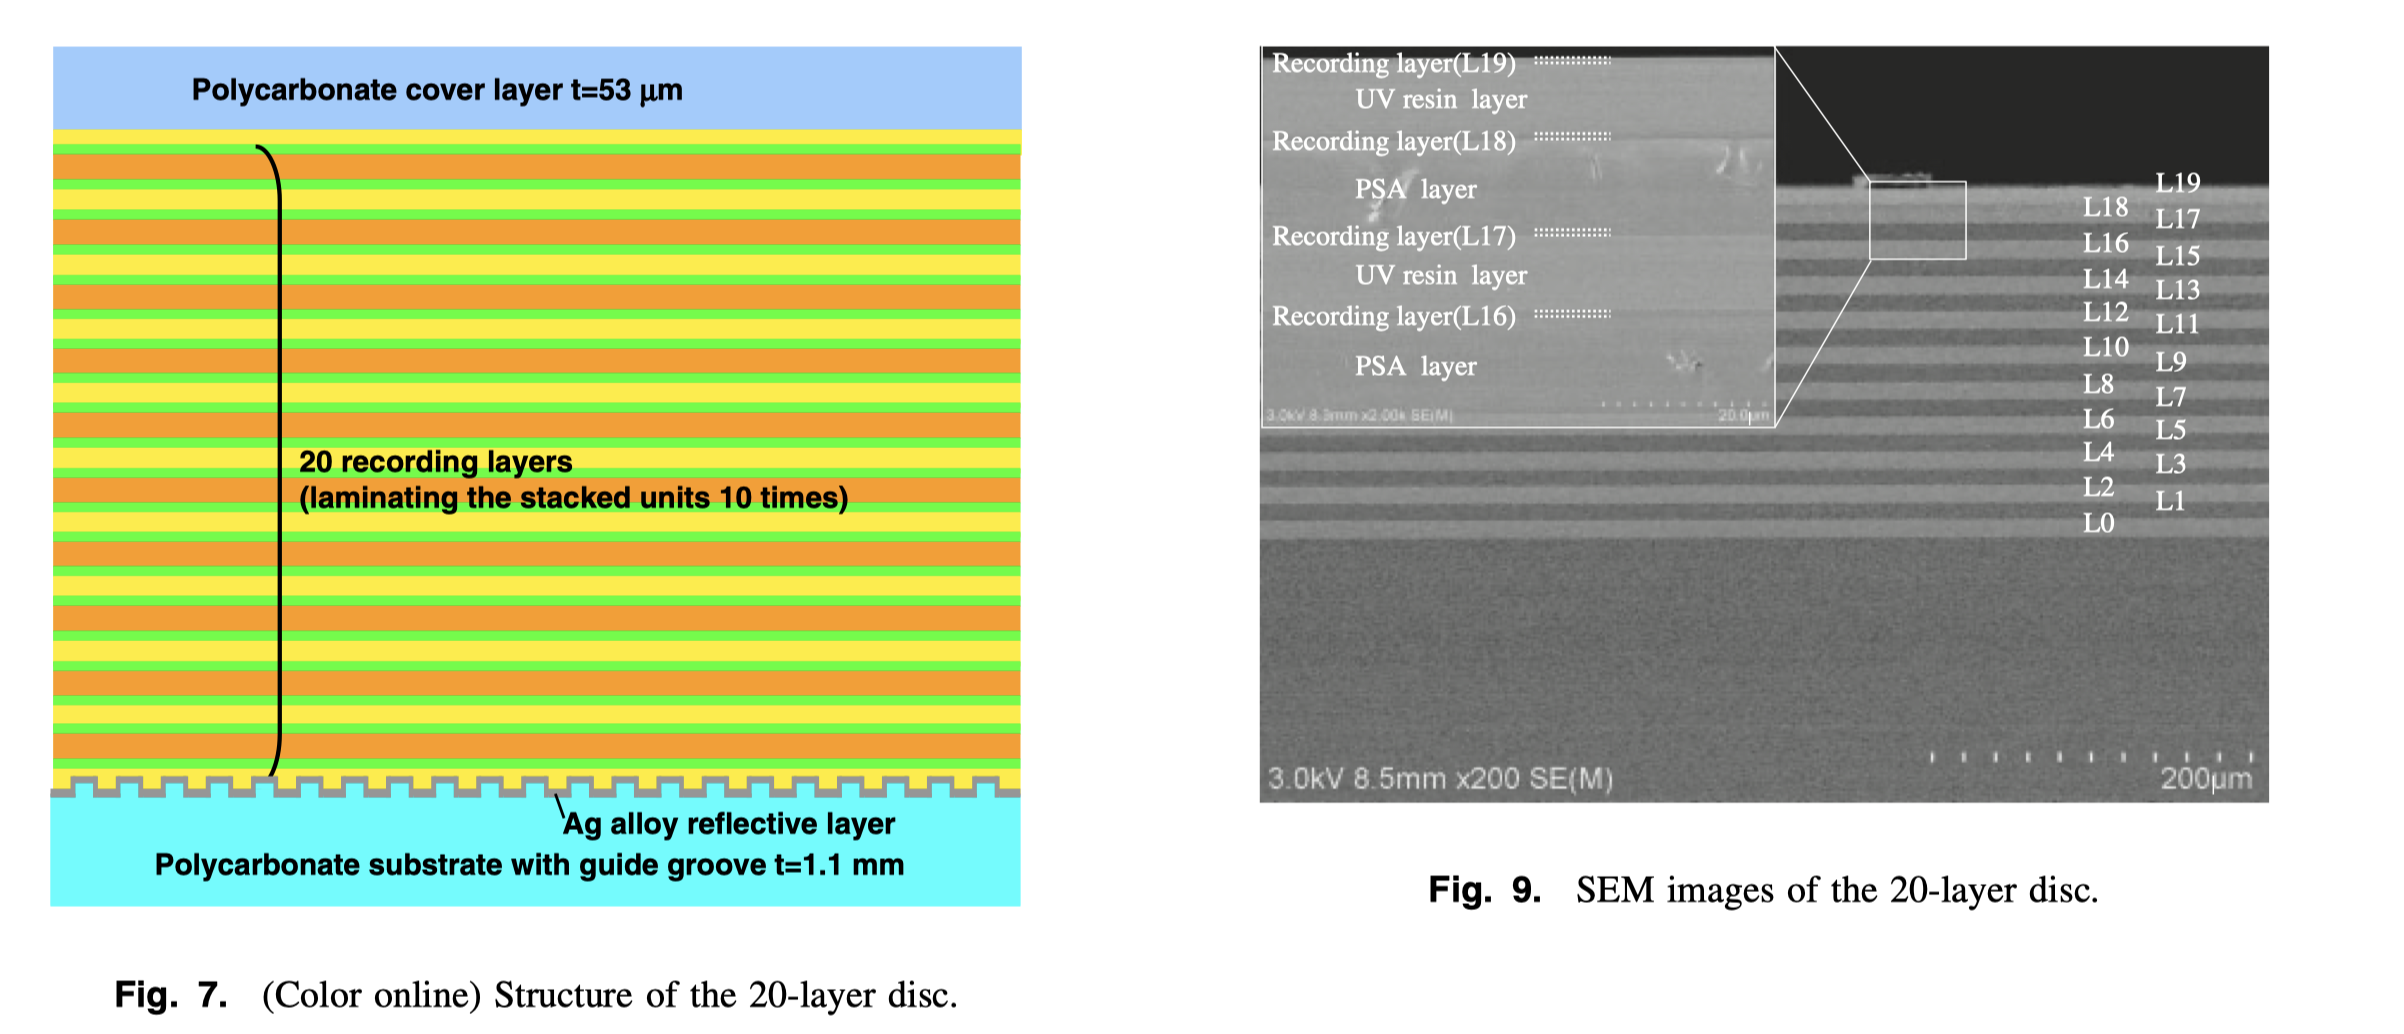 Polycarbonate cover layer t=53 μm
20 recording layers
(laminating the stacked units 10 times)
Ag alloy reflective layer
Polycarbonate substrate with guide groove t=1.1 mm
Fig. 7. (Color online) Structure of the 20-layer disc.
Recording layer(L19)
UV resin layer
Recording layer(L18)
PSA layer
Recording layer(L17)
UV resin layer
Recording layer(L16)
PSA layer
3.0kV 8.3mm x2.00k SE(M)
20.0μm
L19
L18
L17
L16
L15
L14
L13
L12
L11
L10
L9
L8
L7
L6
L5
L4
L3
L2
L1
L0
3.0kV 8.5mm x200 SE(M)
200μm
Fig. 9. SEM images of the 20-layer disc.